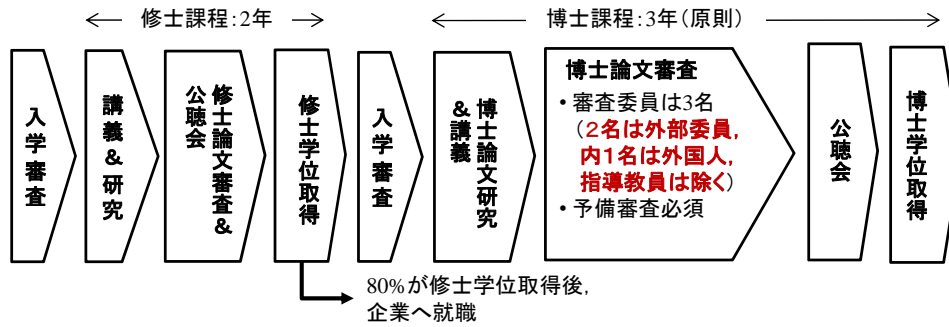 修士課程:2年
博士課程:3年(原則)
入学審査
講義&研究
修士論文審査&
公聴会
修士学位取得
入学審査
博士論文研究
&講義
博士論文審査
・審査委員は3名
(2名は外部委員,
内1名は外国人,
指導教員は除く)
・予備審査必須
公聴会
博士学位取得
80%が修士学位取得後,
企業へ就職